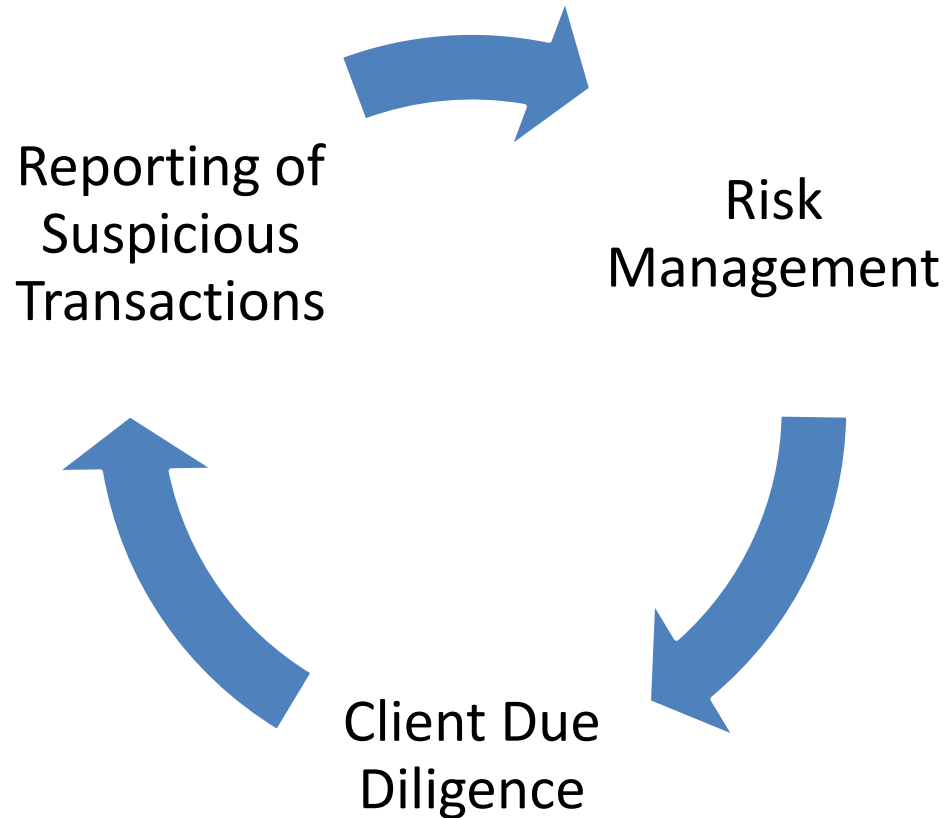 Reporting of
Suspicious
Transactions
Risk
Management
Client Due
Diligence